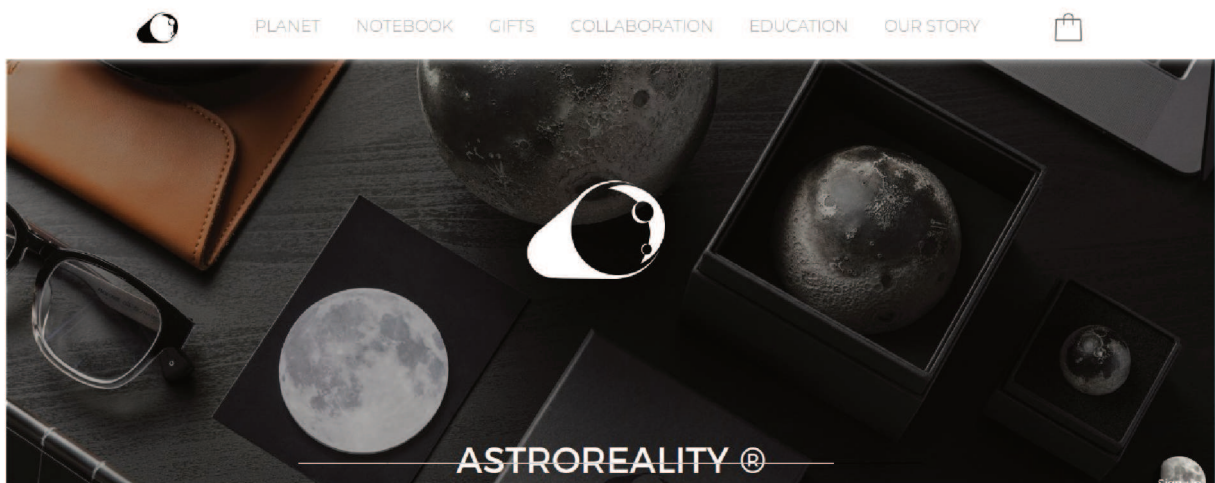 PLANET NOTEBOOK GIFTS COLLABORATION EDUCATION OUR STORY
ASTROREALITY ®